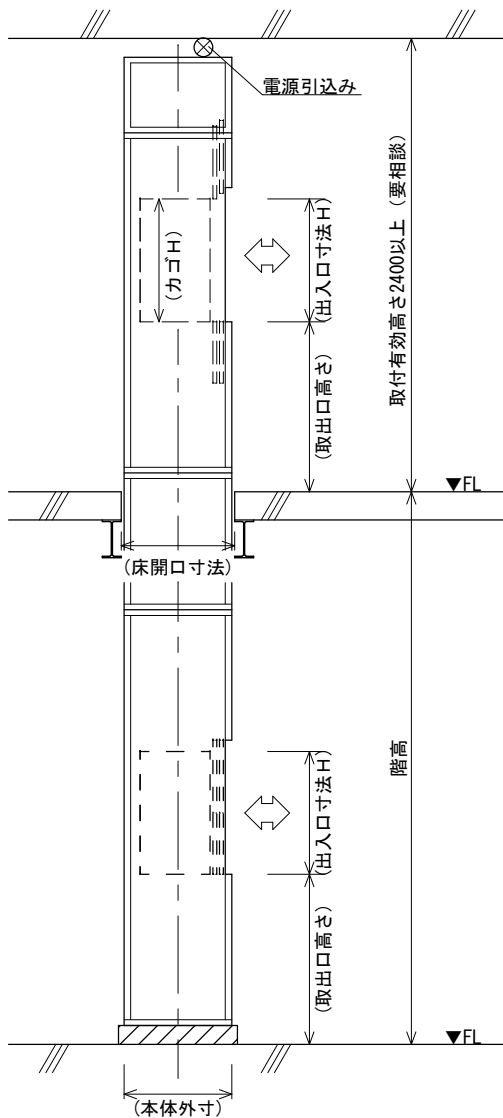 電源引込み
(カゴH)
(出入口寸法H)
取付有効高さ2400以上 (要相談)
(取出口高さ)
▼FL
(床開口寸法)
(出入口寸法H)
階高
(取出口高さ)
▼FL
(本体外寸)